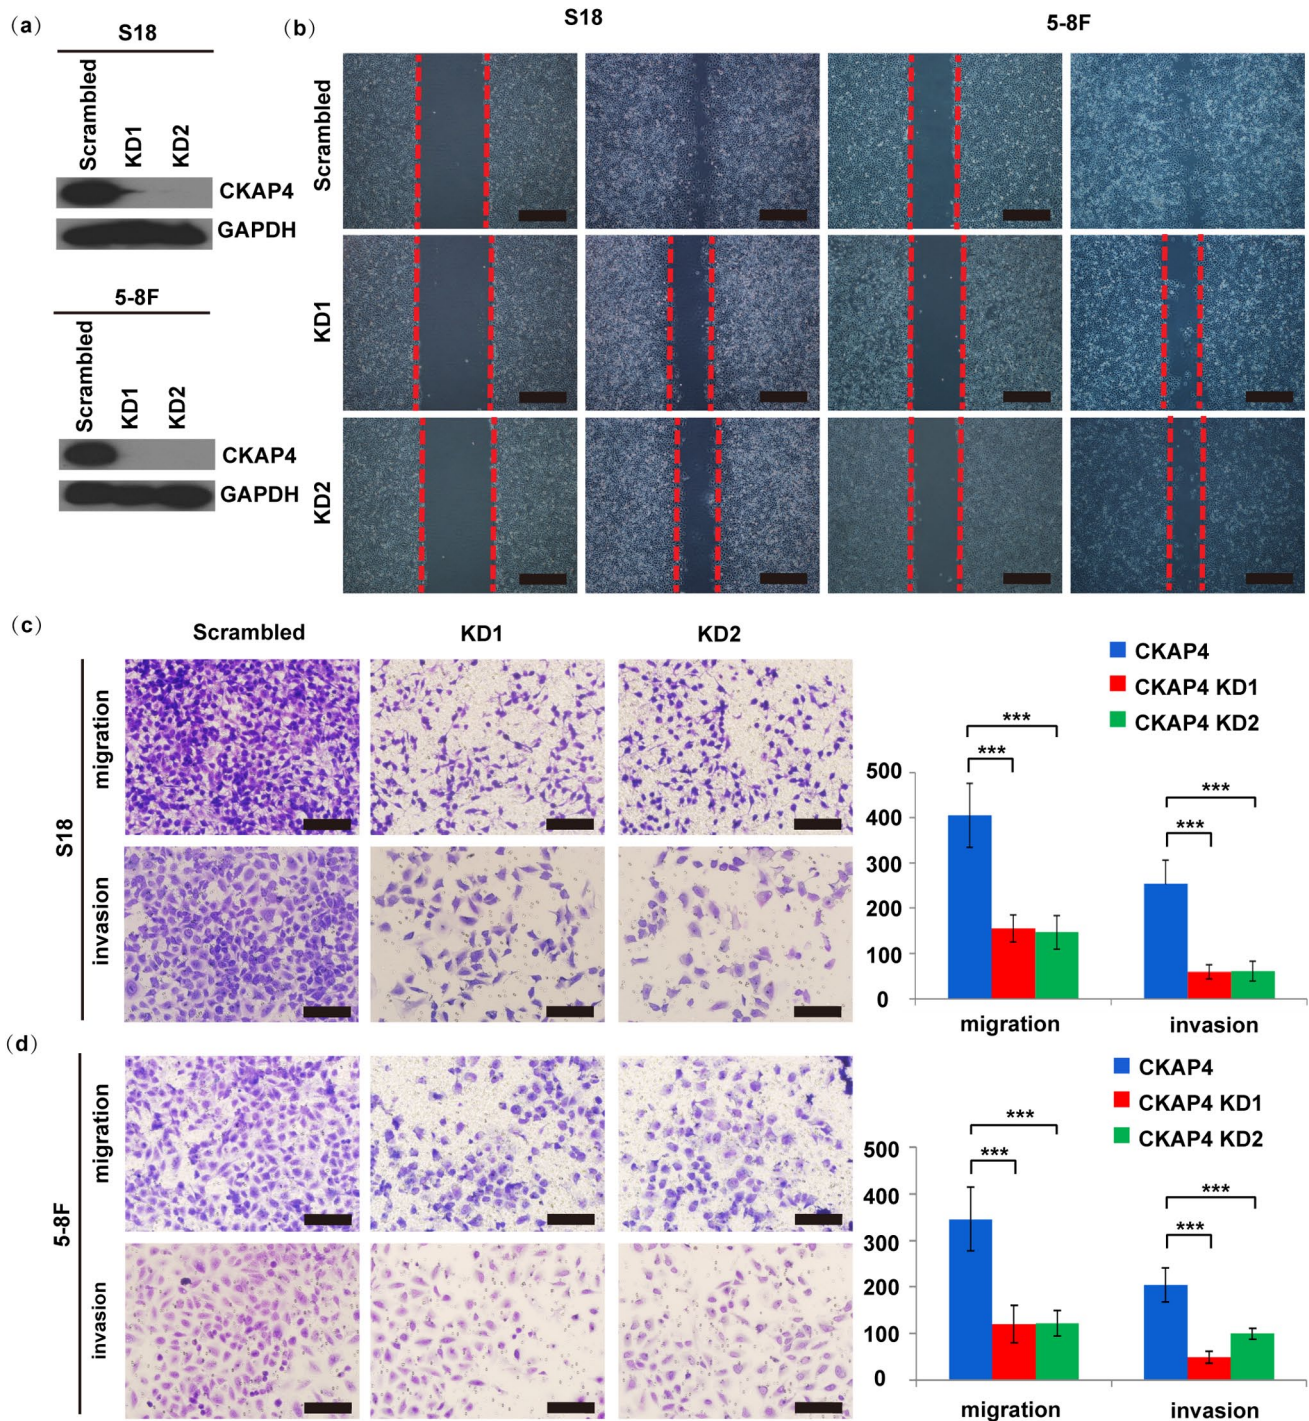 (a)
S18
Scrambled
KD1
KD2
CKAP4
GAPDH
5-8F
Scrambled
KD1
KD2
CKAP4
GAPDH
(b)
S18
5-8F
Scrambled
KD1
KD2
(c)
Scrambled
KD1
KD2
S18
migration
invasion
CKAP4
CKAP4 KD1
CKAP4 KD2
***
***
***
***
500
400
300
200
100
0
migration
invasion
(d)
5-8F
migration
invasion
CKAP4
CKAP4 KD1
CKAP4 KD2
***
***
***
***
500
400
300
200
100
0
migration
invasion